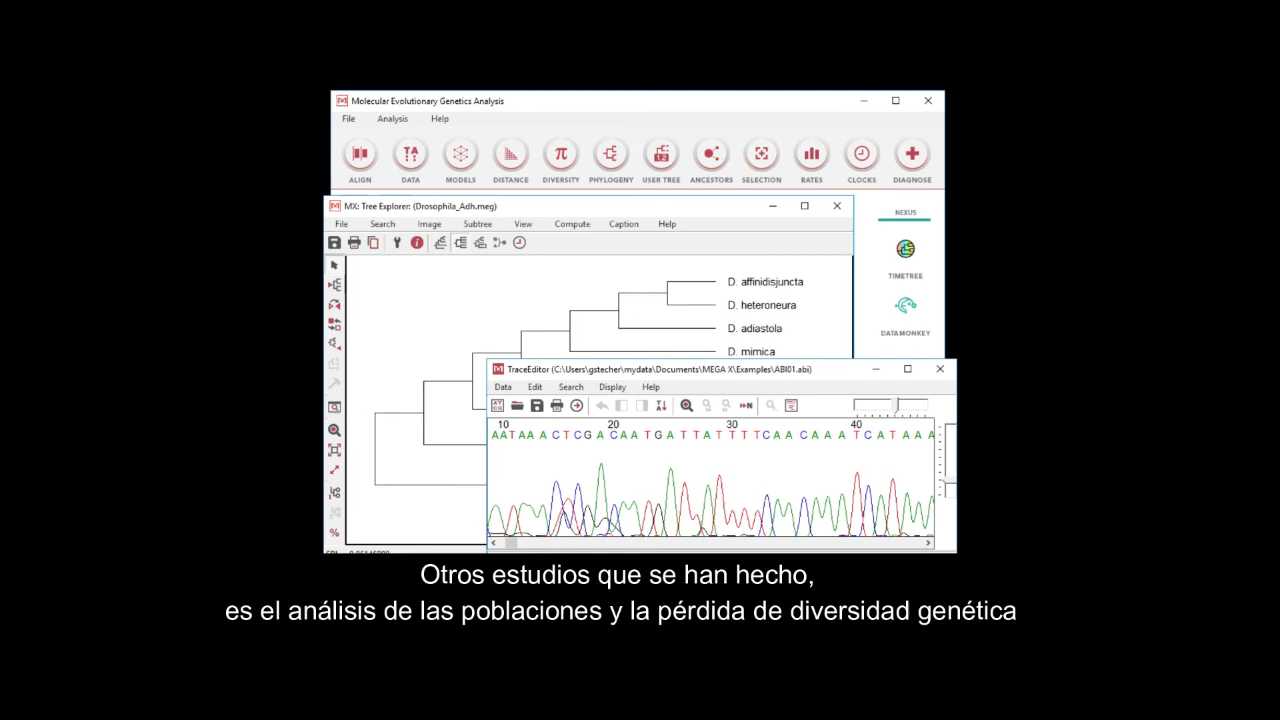 Molecular Evolutionary Genetics Analysis
File Analysis Help
TA
π
1.2
ALIGN DATA MODELS DISTANCE DIVERSITY PHYLOGENY USER TREE ANCESTORS SELECTION RATES CLOCKS DIAGNOSE
MX: Tree Explorer: (Drosophila_Adh.meg)
File Search Image Subtree View Compute Caption Help
NEXUS
TIMETREE
DATAMONKEY
D. affinidisjuncta
D. heteroneura
D. adiastola
D. mimica
%
TraceEditor (C:\Users\gstecher\mydata\Documents\MEGA X\Examples\ABI01.abi)
Data Edit Search Display Help
10 20 30 40
AATAAACTCGACAATGATTATTTTCAACAAATCATAAA
Otros estudios que se han hecho,
es el análisis de las poblaciones y la pérdida de diversidad genética